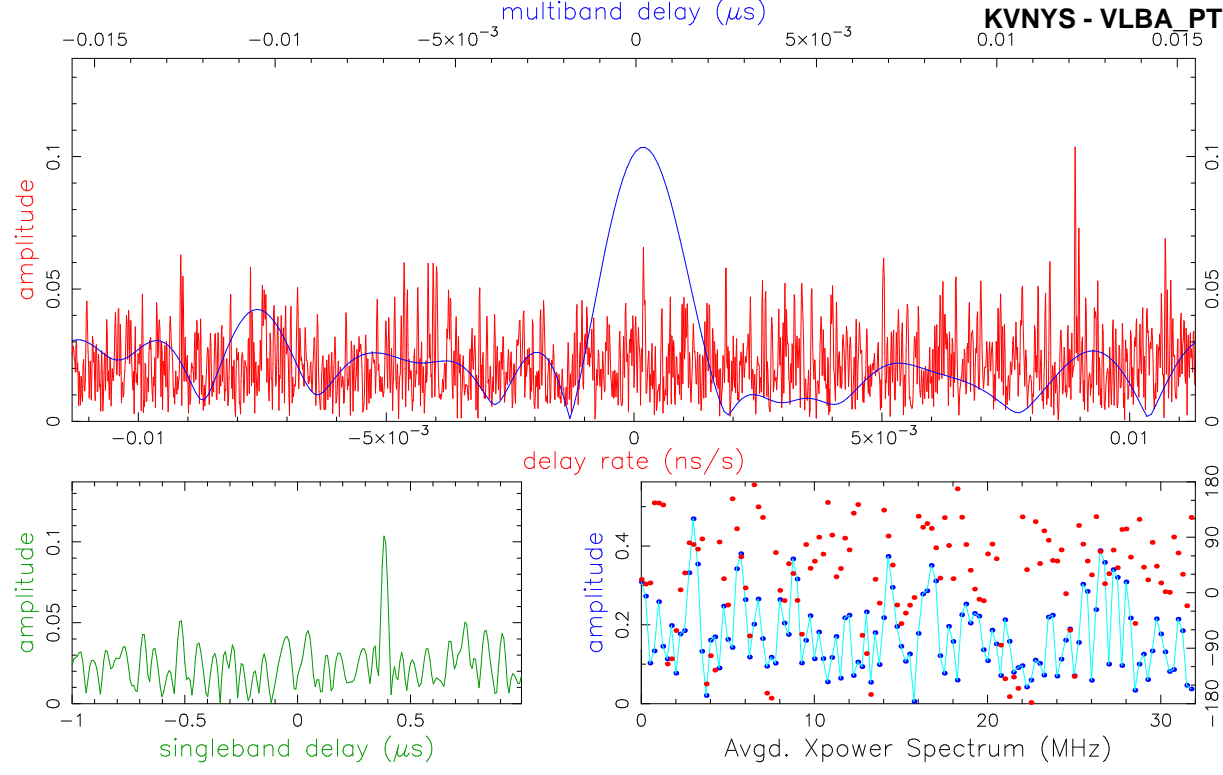 multiband delay (μs)
KVNYS - VLBA_PT
−0.015 −0.01 −5×10⁻³ 0 5×10⁻³ 0.01 0.015
amplitude
0 0.05 0.1
0 0.05 0.1
−0.01 −5×10⁻³ 0 5×10⁻³ 0.01
delay rate (ns/s)
amplitude
0 0.05 0.1
−1 −0.5 0 0.5
singleband delay (μs)
amplitude
0 0.2 0.4
−180 −90 0 90 180
0 10 20 30
Avgd. Xpower Spectrum (MHz)